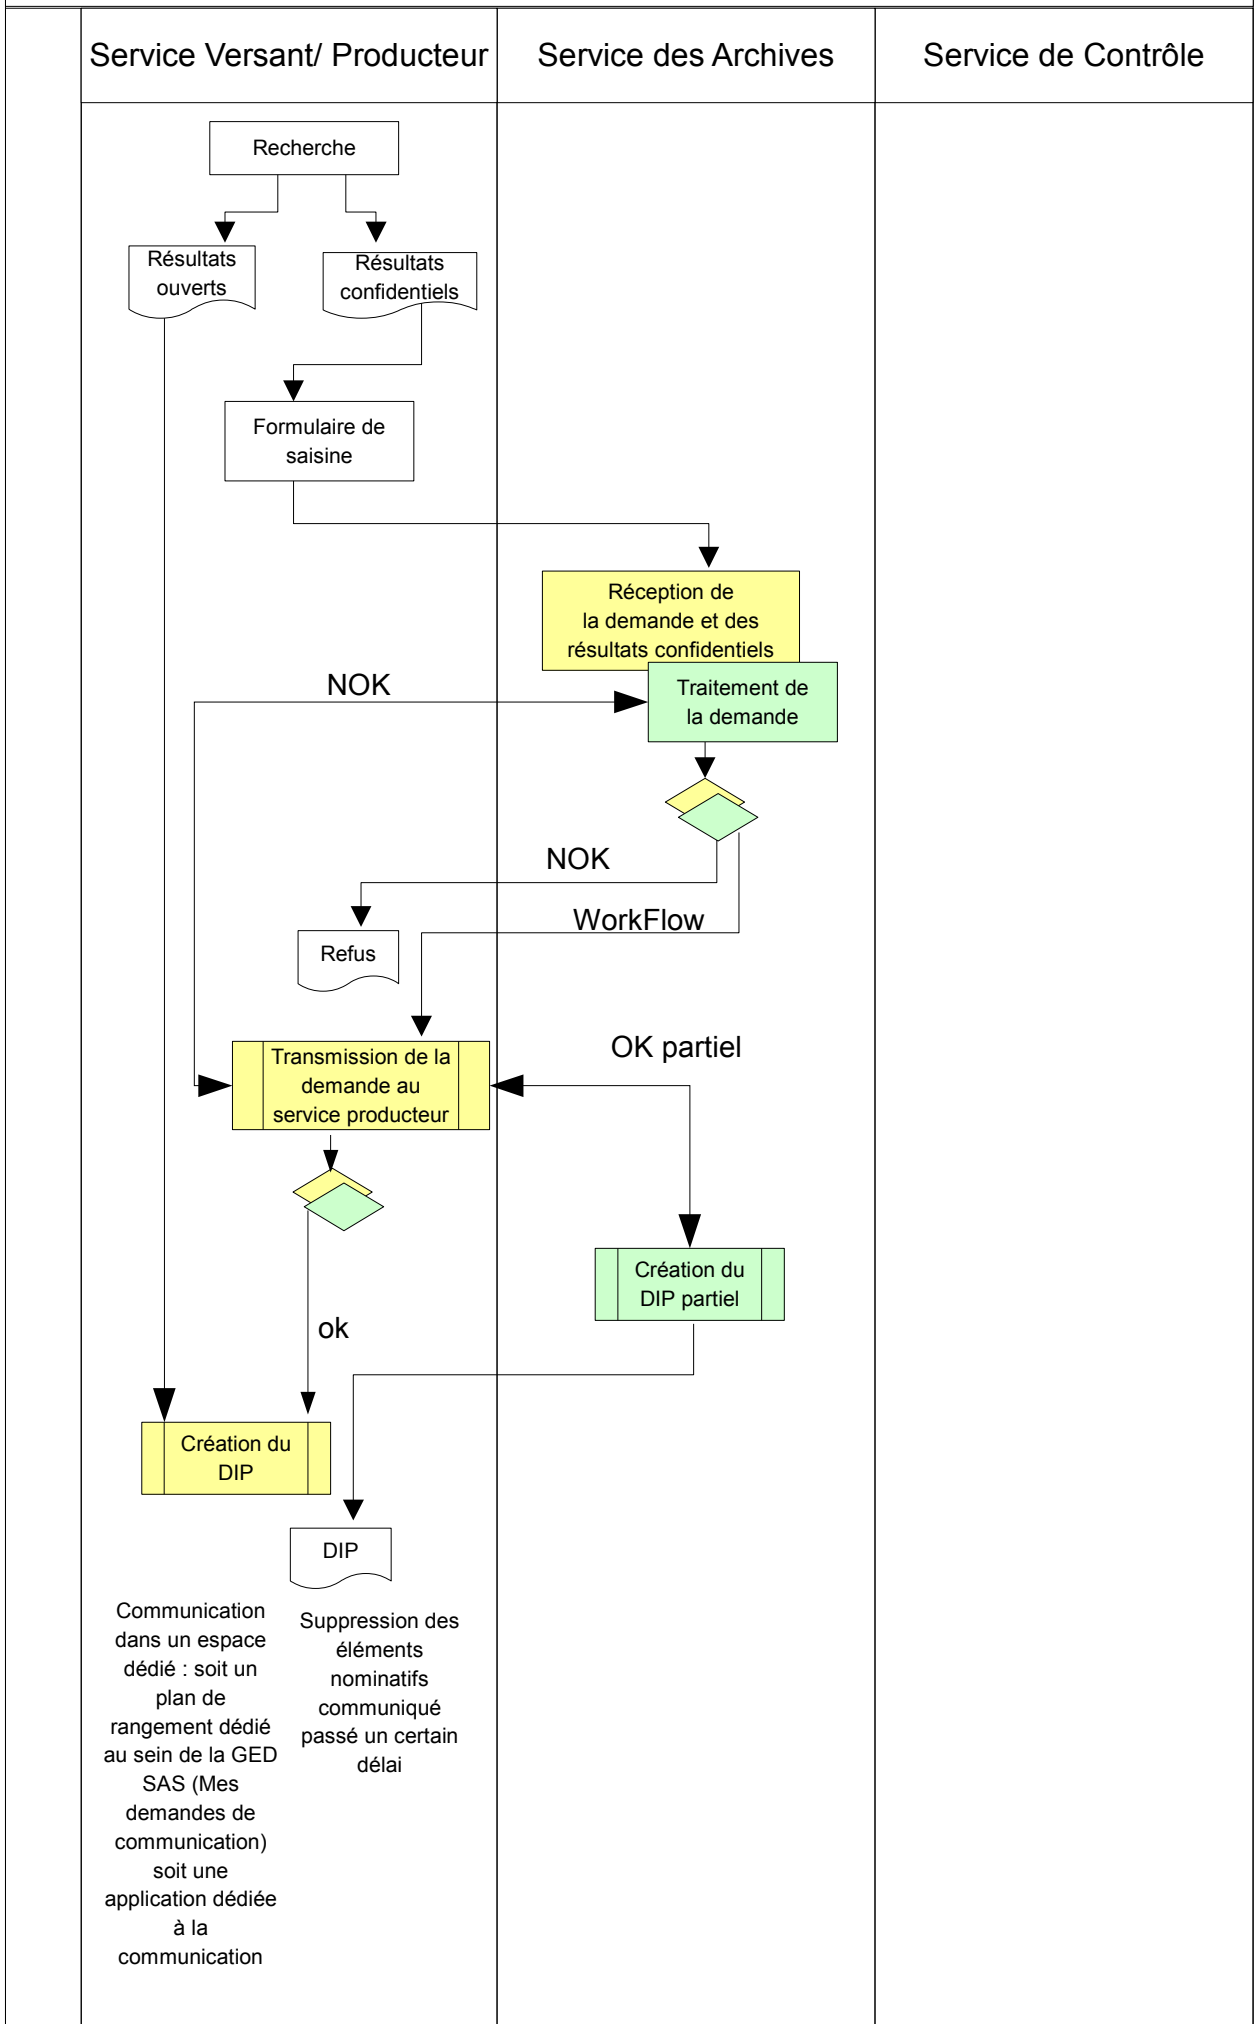 Service Versant/ Producteur
Service des Archives
Service de Contrôle
Recherche
Résultats
ouverts
Résultats
confidentiels
Formulaire de
saisine
Réception de
la demande et des
résultats confidentiels
NOK
Traitement de
la demande
NOK
WorkFlow
Refus
OK partiel
Transmission de la
demande au
service producteur
Création du
DIP partiel
ok
Création du
DIP
DIP
Communication
dans un espace
dédié : soit un
plan de
rangement dédié
au sein de la GED
SAS (Mes
demandes de
communication)
soit une
application dédiée
à la
communication
Suppression des
éléments
nominatifs
communiqué
passé un certain
délai